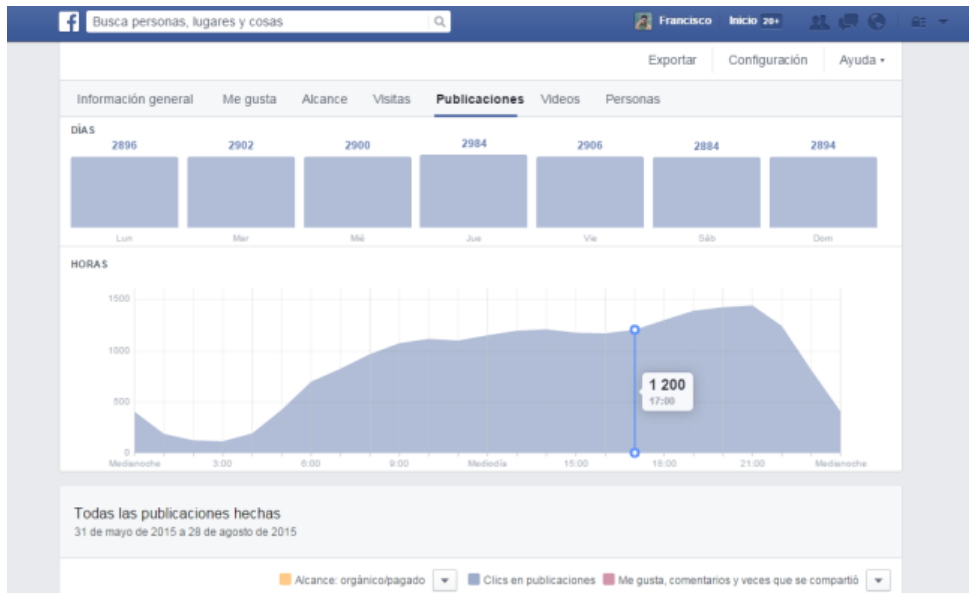 f Busca personas, lugares y cosas Francisco Inicio 20+
Exportar Configuración Ayuda
Información general Me gusta Alcance Visitas Publicaciones Videos Personas
DÍAS
2896 2902 2900 2984 2906 2884 2894
Lun Mar Mié Jue Vie Sáb Dom
HORAS
1500
1000
500
0
1 200
17:00
Medianoche 3:00 6:00 9:00 Mediodía 15:00 18:00 21:00 Medianoche
Todas las publicaciones hechas
31 de mayo de 2015 a 28 de agosto de 2015
Alcance: orgánico/pagado Clics en publicaciones Me gusta, comentarios y veces que se compartió